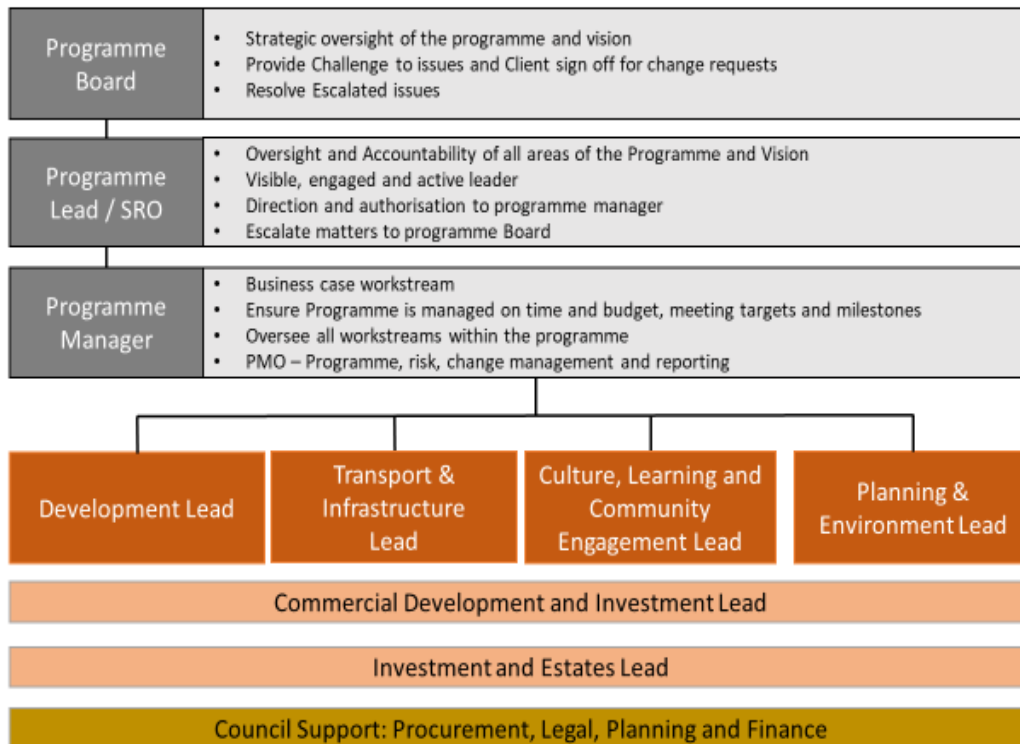 Programme
Board
• Strategic oversight of the programme and vision
• Provide Challenge to issues and Client sign off for change requests
• Resolve Escalated issues
Programme
Lead / SRO
• Oversight and Accountability of all areas of the Programme and Vision
• Visible, engaged and active leader
• Direction and authorisation to programme manager
• Escalate matters to programme Board
Programme
Manager
• Business case workstream
• Ensure Programme is managed on time and budget, meeting targets and milestones
• Oversee all workstreams within the programme
• PMO – Programme, risk, change management and reporting
Development Lead
Transport &
Infrastructure
Lead
Culture, Learning and
Community
Engagement Lead
Planning &
Environment Lead
Commercial Development and Investment Lead
Investment and Estates Lead
Council Support: Procurement, Legal, Planning and Finance